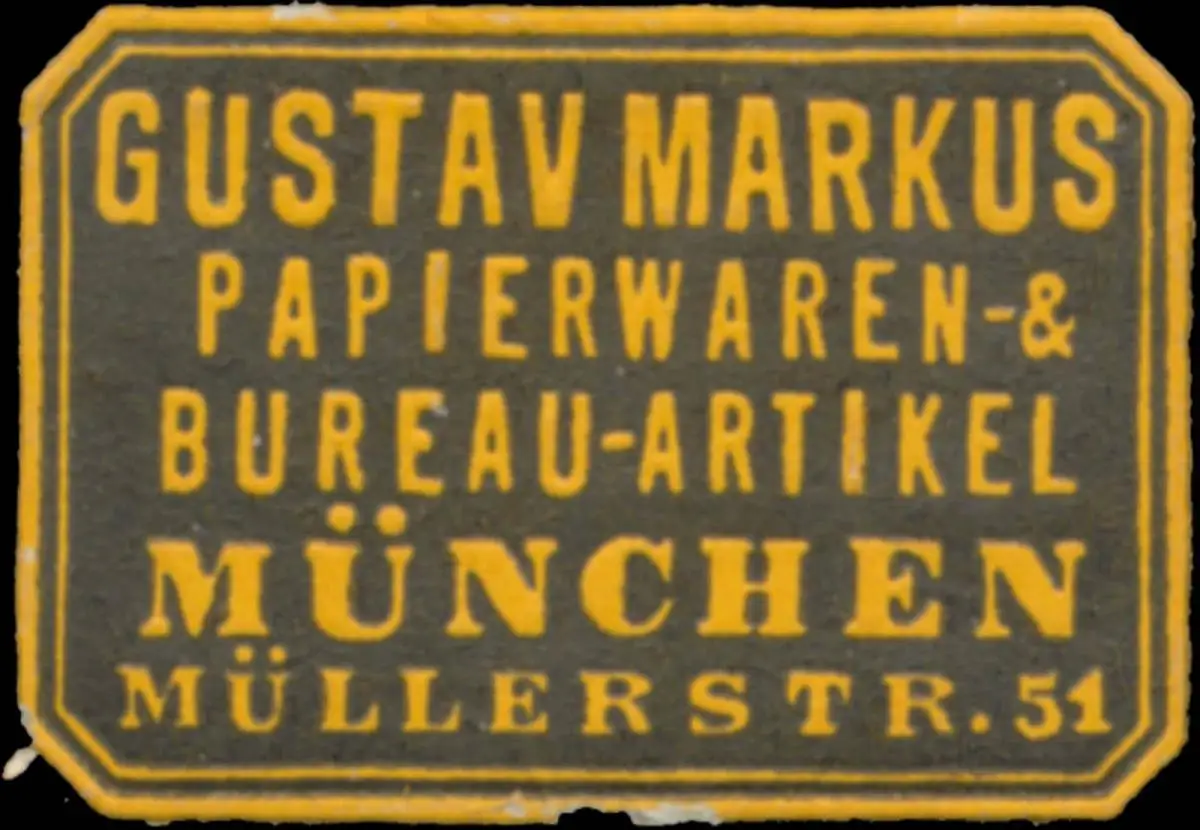 GUSTAV MARKUS
PAPIERWAREN-&
BUREAU-ARTIKEL
MÜNCHEN
MÜLLERSTR. 51